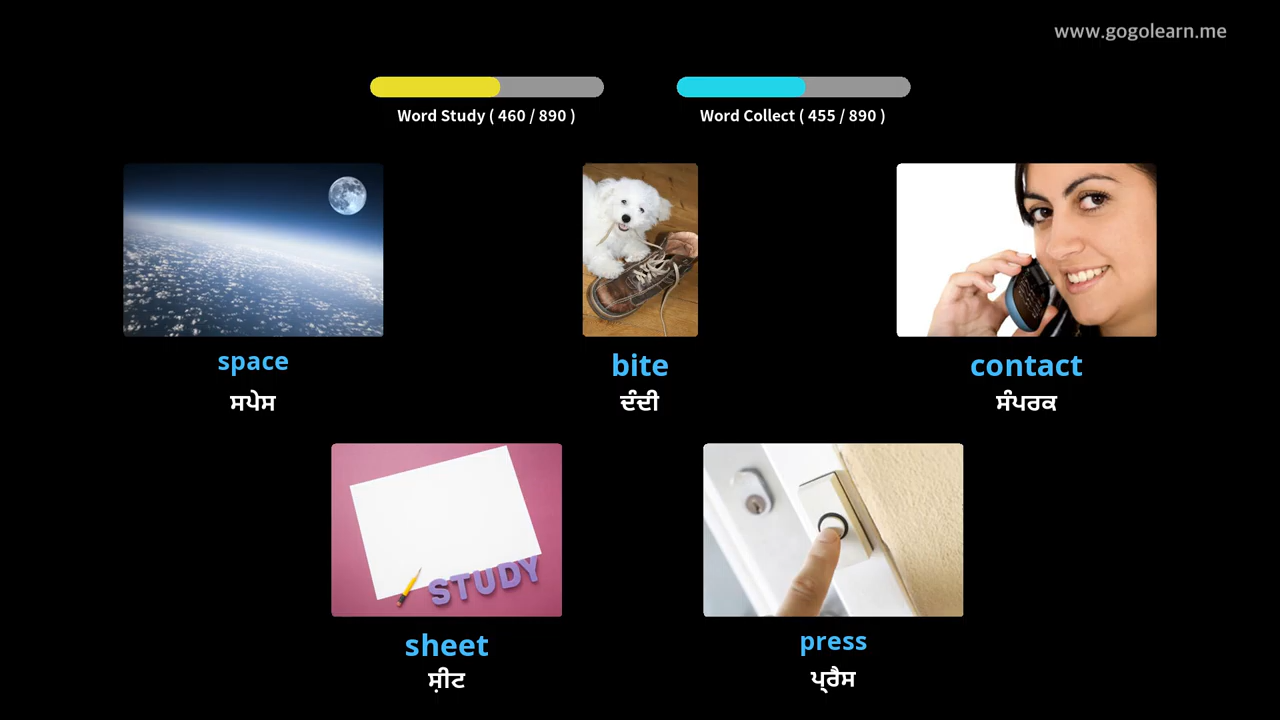 www.gogolearn.me
Word Study ( 460 / 890 )
Word Collect ( 455 / 890 )
space
ਸਪੇਸ
bite
ਦੰਦੀ
contact
ਸੰਪਰਕ
STUDY
sheet
ਸ਼ੀਟ
press
ਪ੍ਰੈਸ